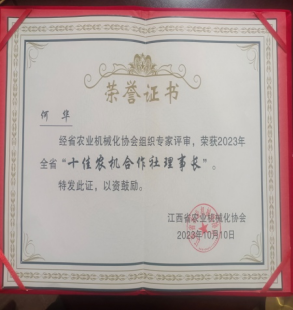 荣誉证书
何华
经省农业机械化协会组织专家评审，荣获2023年
全省“十佳农机合作社理事长”。
特发此证，以资鼓励。
江西省农业机械化协会
2023年10月10日